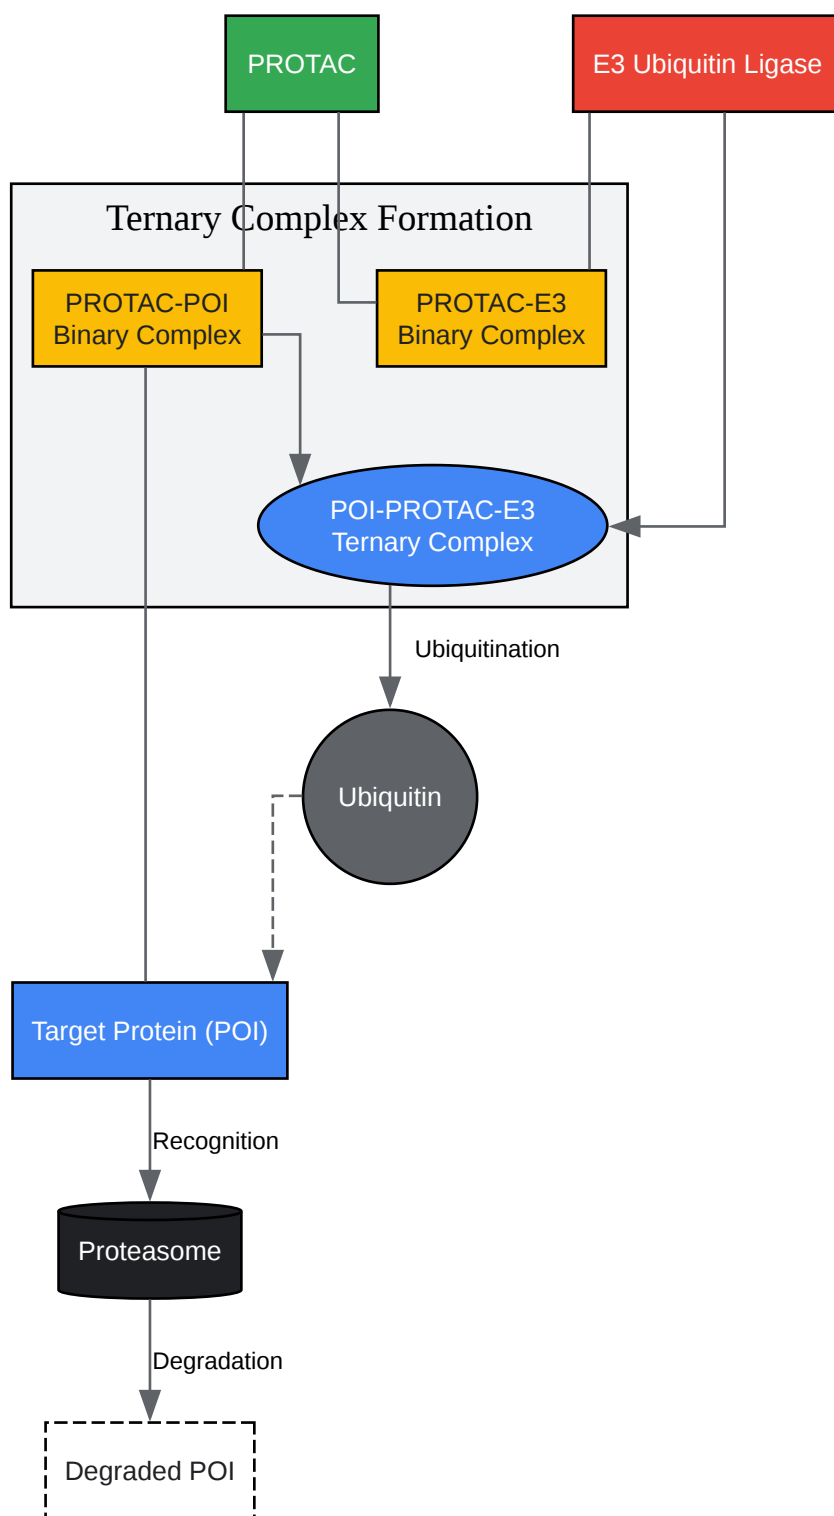 PROTAC
E3 Ubiquitin Ligase
Ternary Complex Formation
PROTAC-POI
Binary Complex
PROTAC-E3
Binary Complex
POI-PROTAC-E3
Ternary Complex
Ubiquitination
Ubiquitin
Target Protein (POI)
Recognition
Proteasome
Degradation
Degraded POI